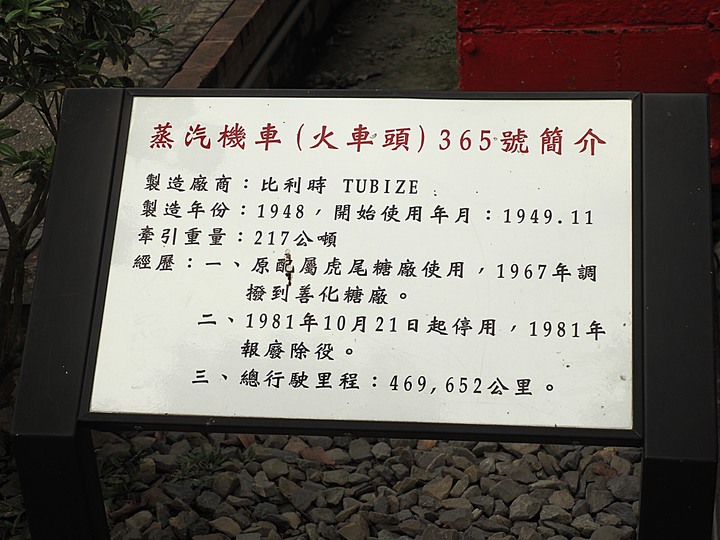 蒸汽機車(火車頭)365號簡介
製造廠商：比利時 TUBIZE
製造年份：1948，開始使用年月：1949.11
牽引重量：217公噸
經歷：一、原配屬虎尾糖廠使用，1967年調
撥到善化糖廠。
二、1981年10月21日起停用，1981年
報廢除役。
三、總行駛里程：469,652公里。